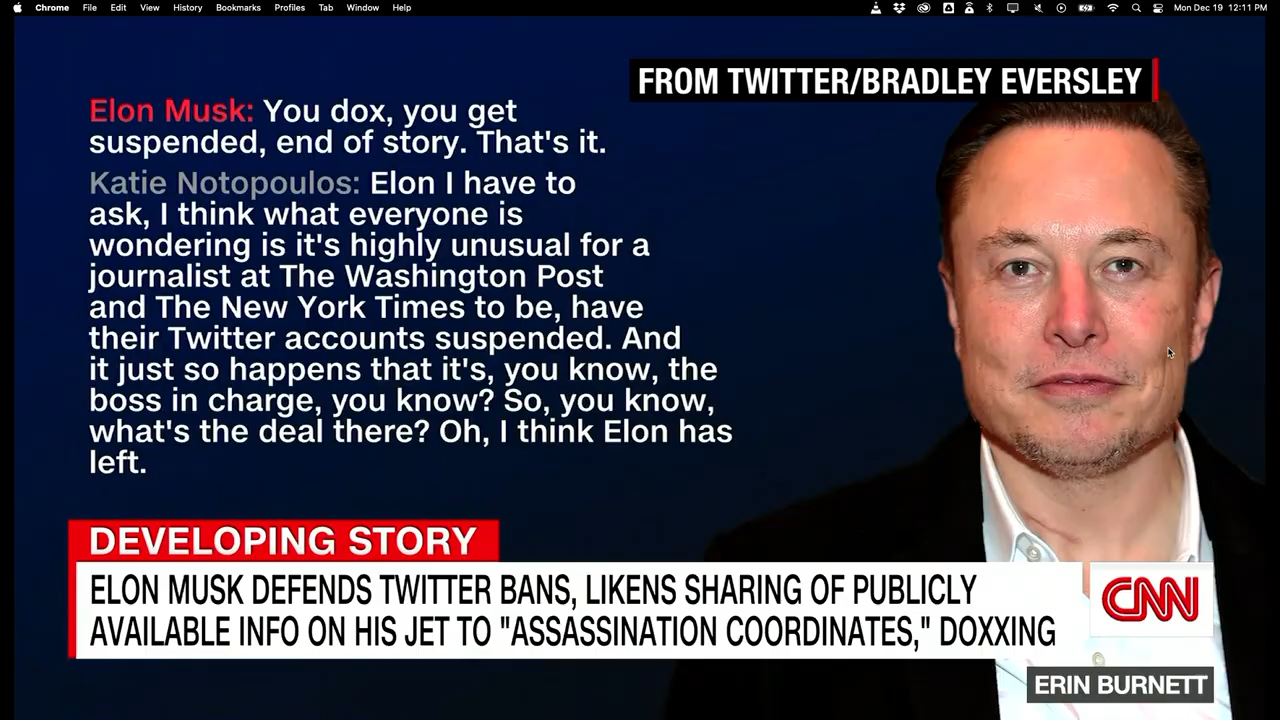 Chrome File Edit View History Bookmarks Profiles Tab Window Help Mon Dec 19 12:11 PM
FROM TWITTER/BRADLEY EVERSLEY
Elon Musk: You dox, you get
suspended, end of story. That's it.
Katie Notopoulos: Elon I have to
ask, I think what everyone is
wondering is it's highly unusual for a
journalist at The Washington Post
and The New York Times to be, have
their Twitter accounts suspended. And
it just so happens that it's, you know, the
boss in charge, you know? So, you know,
what's the deal there? Oh, I think Elon has
left.
DEVELOPING STORY
ELON MUSK DEFENDS TWITTER BANS, LIKENS SHARING OF PUBLICLY
AVAILABLE INFO ON HIS JET TO "ASSASSINATION COORDINATES," DOXXING
CNN
ERIN BURNETT